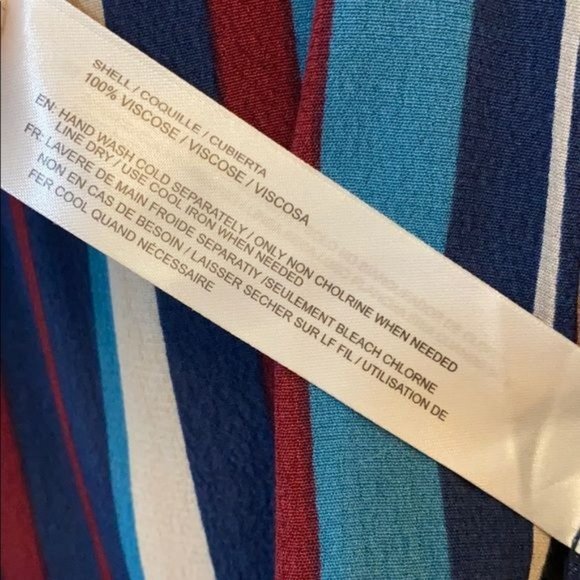 SHELL / COQUILLE / CUBIERTA
100% VISCOSE / VISCOSE / VISCOSA
EN: HAND WASH COLD SEPARATELY / ONLY NON CHOLRINE WHEN NEEDED
LINE DRY / USE COOL IRON WHEN NEEDED
FR: LAVERE DE MAIN FROIDE SEPARATIY /SEULEMENT BLEACH CHLORNE
NON EN CAS DE BESOIN / LAISSER SECHER SUR LF FIL / UTILISATION DE
FER COOL QUAND NÉCESSAIRE